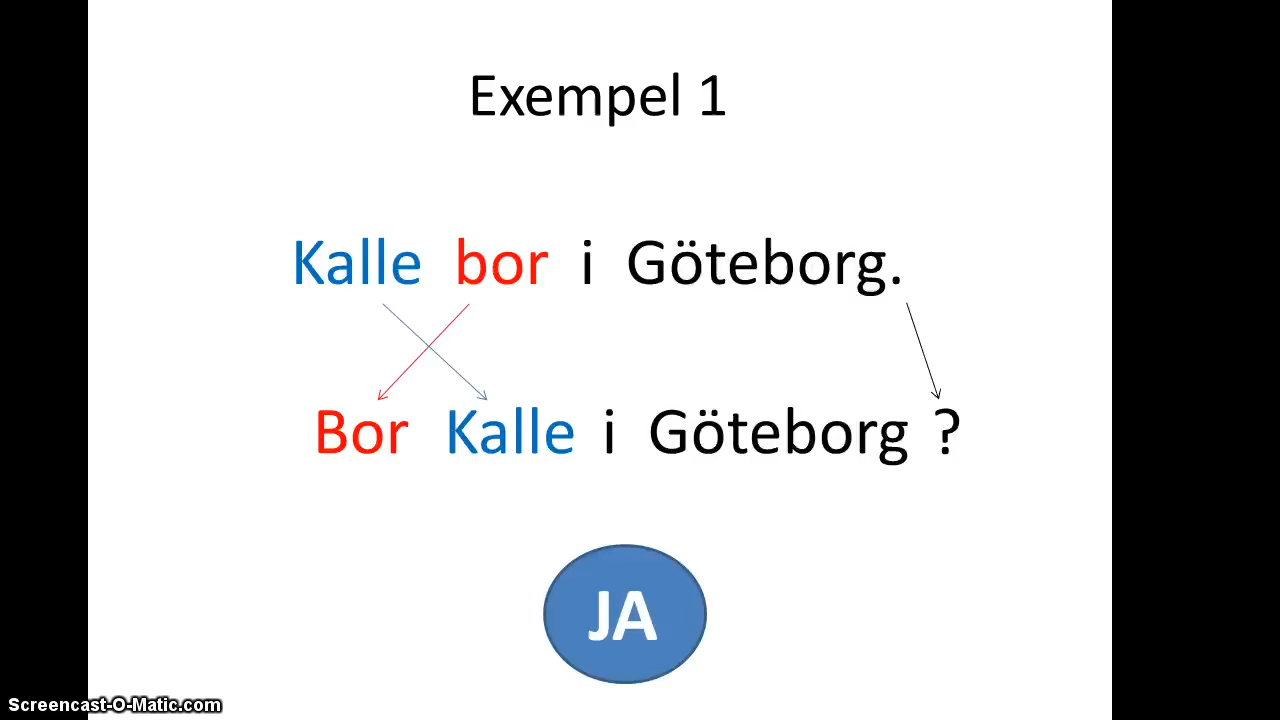 Exempel 1
Kalle bor i Göteborg.
Bor Kalle i Göteborg ?
JA
Screencast-O-Matic.com